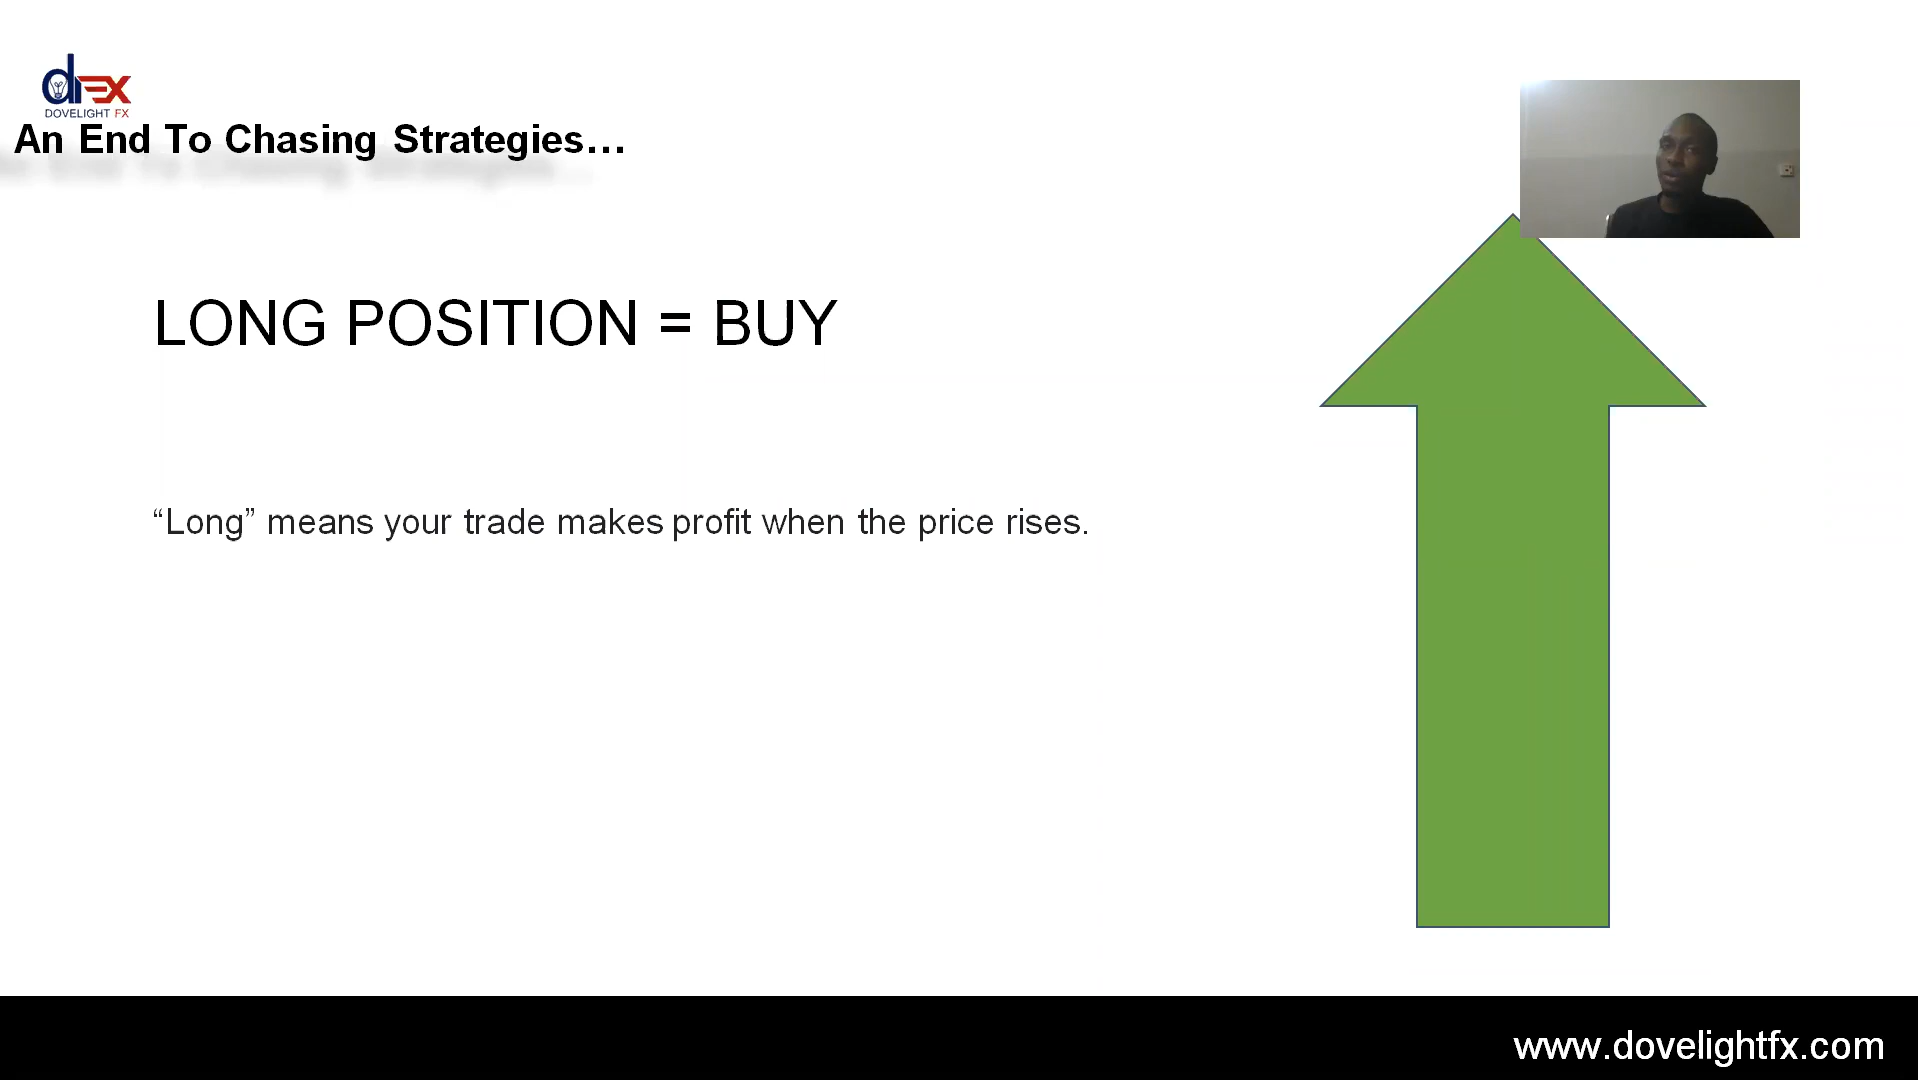 DOVELIGHT FX
An End To Chasing Strategies…
LONG POSITION = BUY
“Long” means your trade makes profit when the price rises.
www.dovelightfx.com